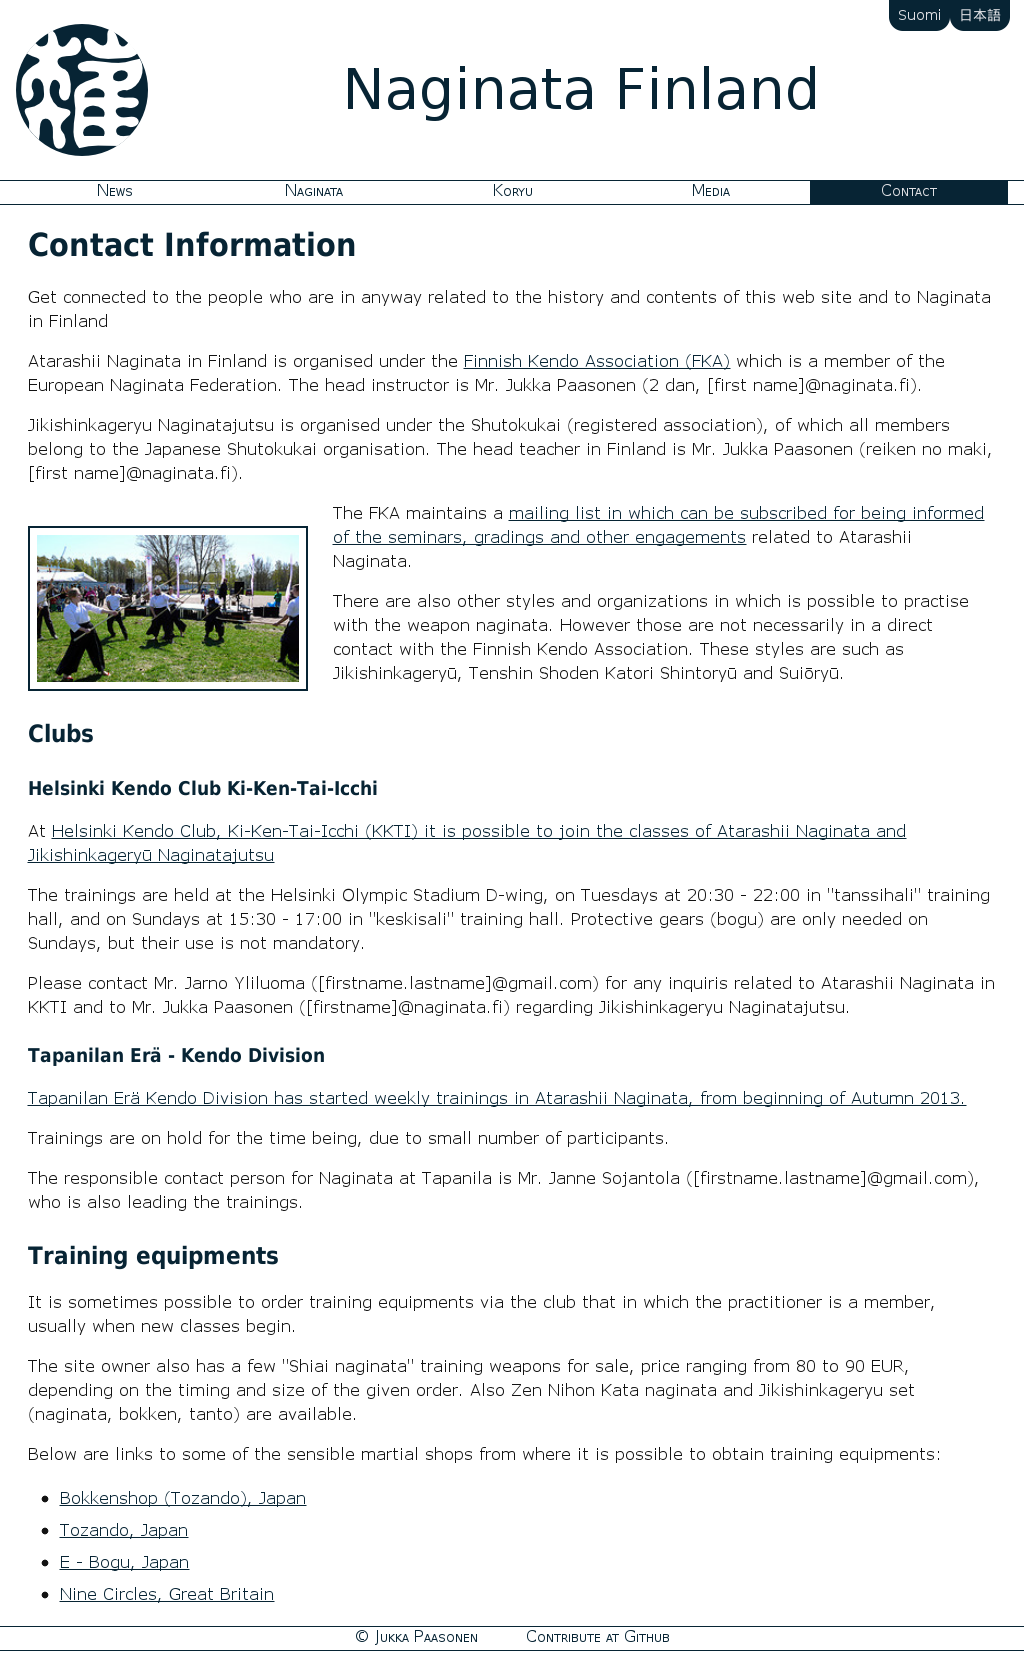 Suomi 日本語
Naginata Finland
News Naginata Koryu Media Contact
Contact Information
Get connected to the people who are in anyway related to the history and contents of this web site and to Naginata
in Finland
Atarashii Naginata in Finland is organised under the Finnish Kendo Association (FKA) which is a member of the
European Naginata Federation. The head instructor is Mr. Jukka Paasonen (2 dan, [first name]@naginata.fi).
Jikishinkageryu Naginatajutsu is organised under the Shutokukai (registered association), of which all members
belong to the Japanese Shutokukai organisation. The head teacher in Finland is Mr. Jukka Paasonen (reiken no maki,
[first name]@naginata.fi).
The FKA maintains a mailing list in which can be subscribed for being informed
of the seminars, gradings and other engagements related to Atarashii
Naginata.
There are also other styles and organizations in which is possible to practise
with the weapon naginata. However those are not necessarily in a direct
contact with the Finnish Kendo Association. These styles are such as
Jikishinkageryū, Tenshin Shoden Katori Shintoryū and Suiōryū.
Clubs
Helsinki Kendo Club Ki-Ken-Tai-Icchi
At Helsinki Kendo Club, Ki-Ken-Tai-Icchi (KKTI) it is possible to join the classes of Atarashii Naginata and
Jikishinkageryū Naginatajutsu
The trainings are held at the Helsinki Olympic Stadium D-wing, on Tuesdays at 20:30 - 22:00 in "tanssihali" training
hall, and on Sundays at 15:30 - 17:00 in "keskisali" training hall. Protective gears (bogu) are only needed on
Sundays, but their use is not mandatory.
Please contact Mr. Jarno Yliluoma ([firstname.lastname]@gmail.com) for any inquiris related to Atarashii Naginata in
KKTI and to Mr. Jukka Paasonen ([firstname]@naginata.fi) regarding Jikishinkageryu Naginatajutsu.
Tapanilan Erä - Kendo Division
Tapanilan Erä Kendo Division has started weekly trainings in Atarashii Naginata, from beginning of Autumn 2013.
Trainings are on hold for the time being, due to small number of participants.
The responsible contact person for Naginata at Tapanila is Mr. Janne Sojantola ([firstname.lastname]@gmail.com),
who is also leading the trainings.
Training equipments
It is sometimes possible to order training equipments via the club that in which the practitioner is a member,
usually when new classes begin.
The site owner also has a few "Shiai naginata" training weapons for sale, price ranging from 80 to 90 EUR,
depending on the timing and size of the given order. Also Zen Nihon Kata naginata and Jikishinkageryu set
(naginata, bokken, tanto) are available.
Below are links to some of the sensible martial shops from where it is possible to obtain training equipments:
• Bokkenshop (Tozando), Japan
• Tozando, Japan
• E - Bogu, Japan
• Nine Circles, Great Britain
© Jukka Paasonen Contribute at Github